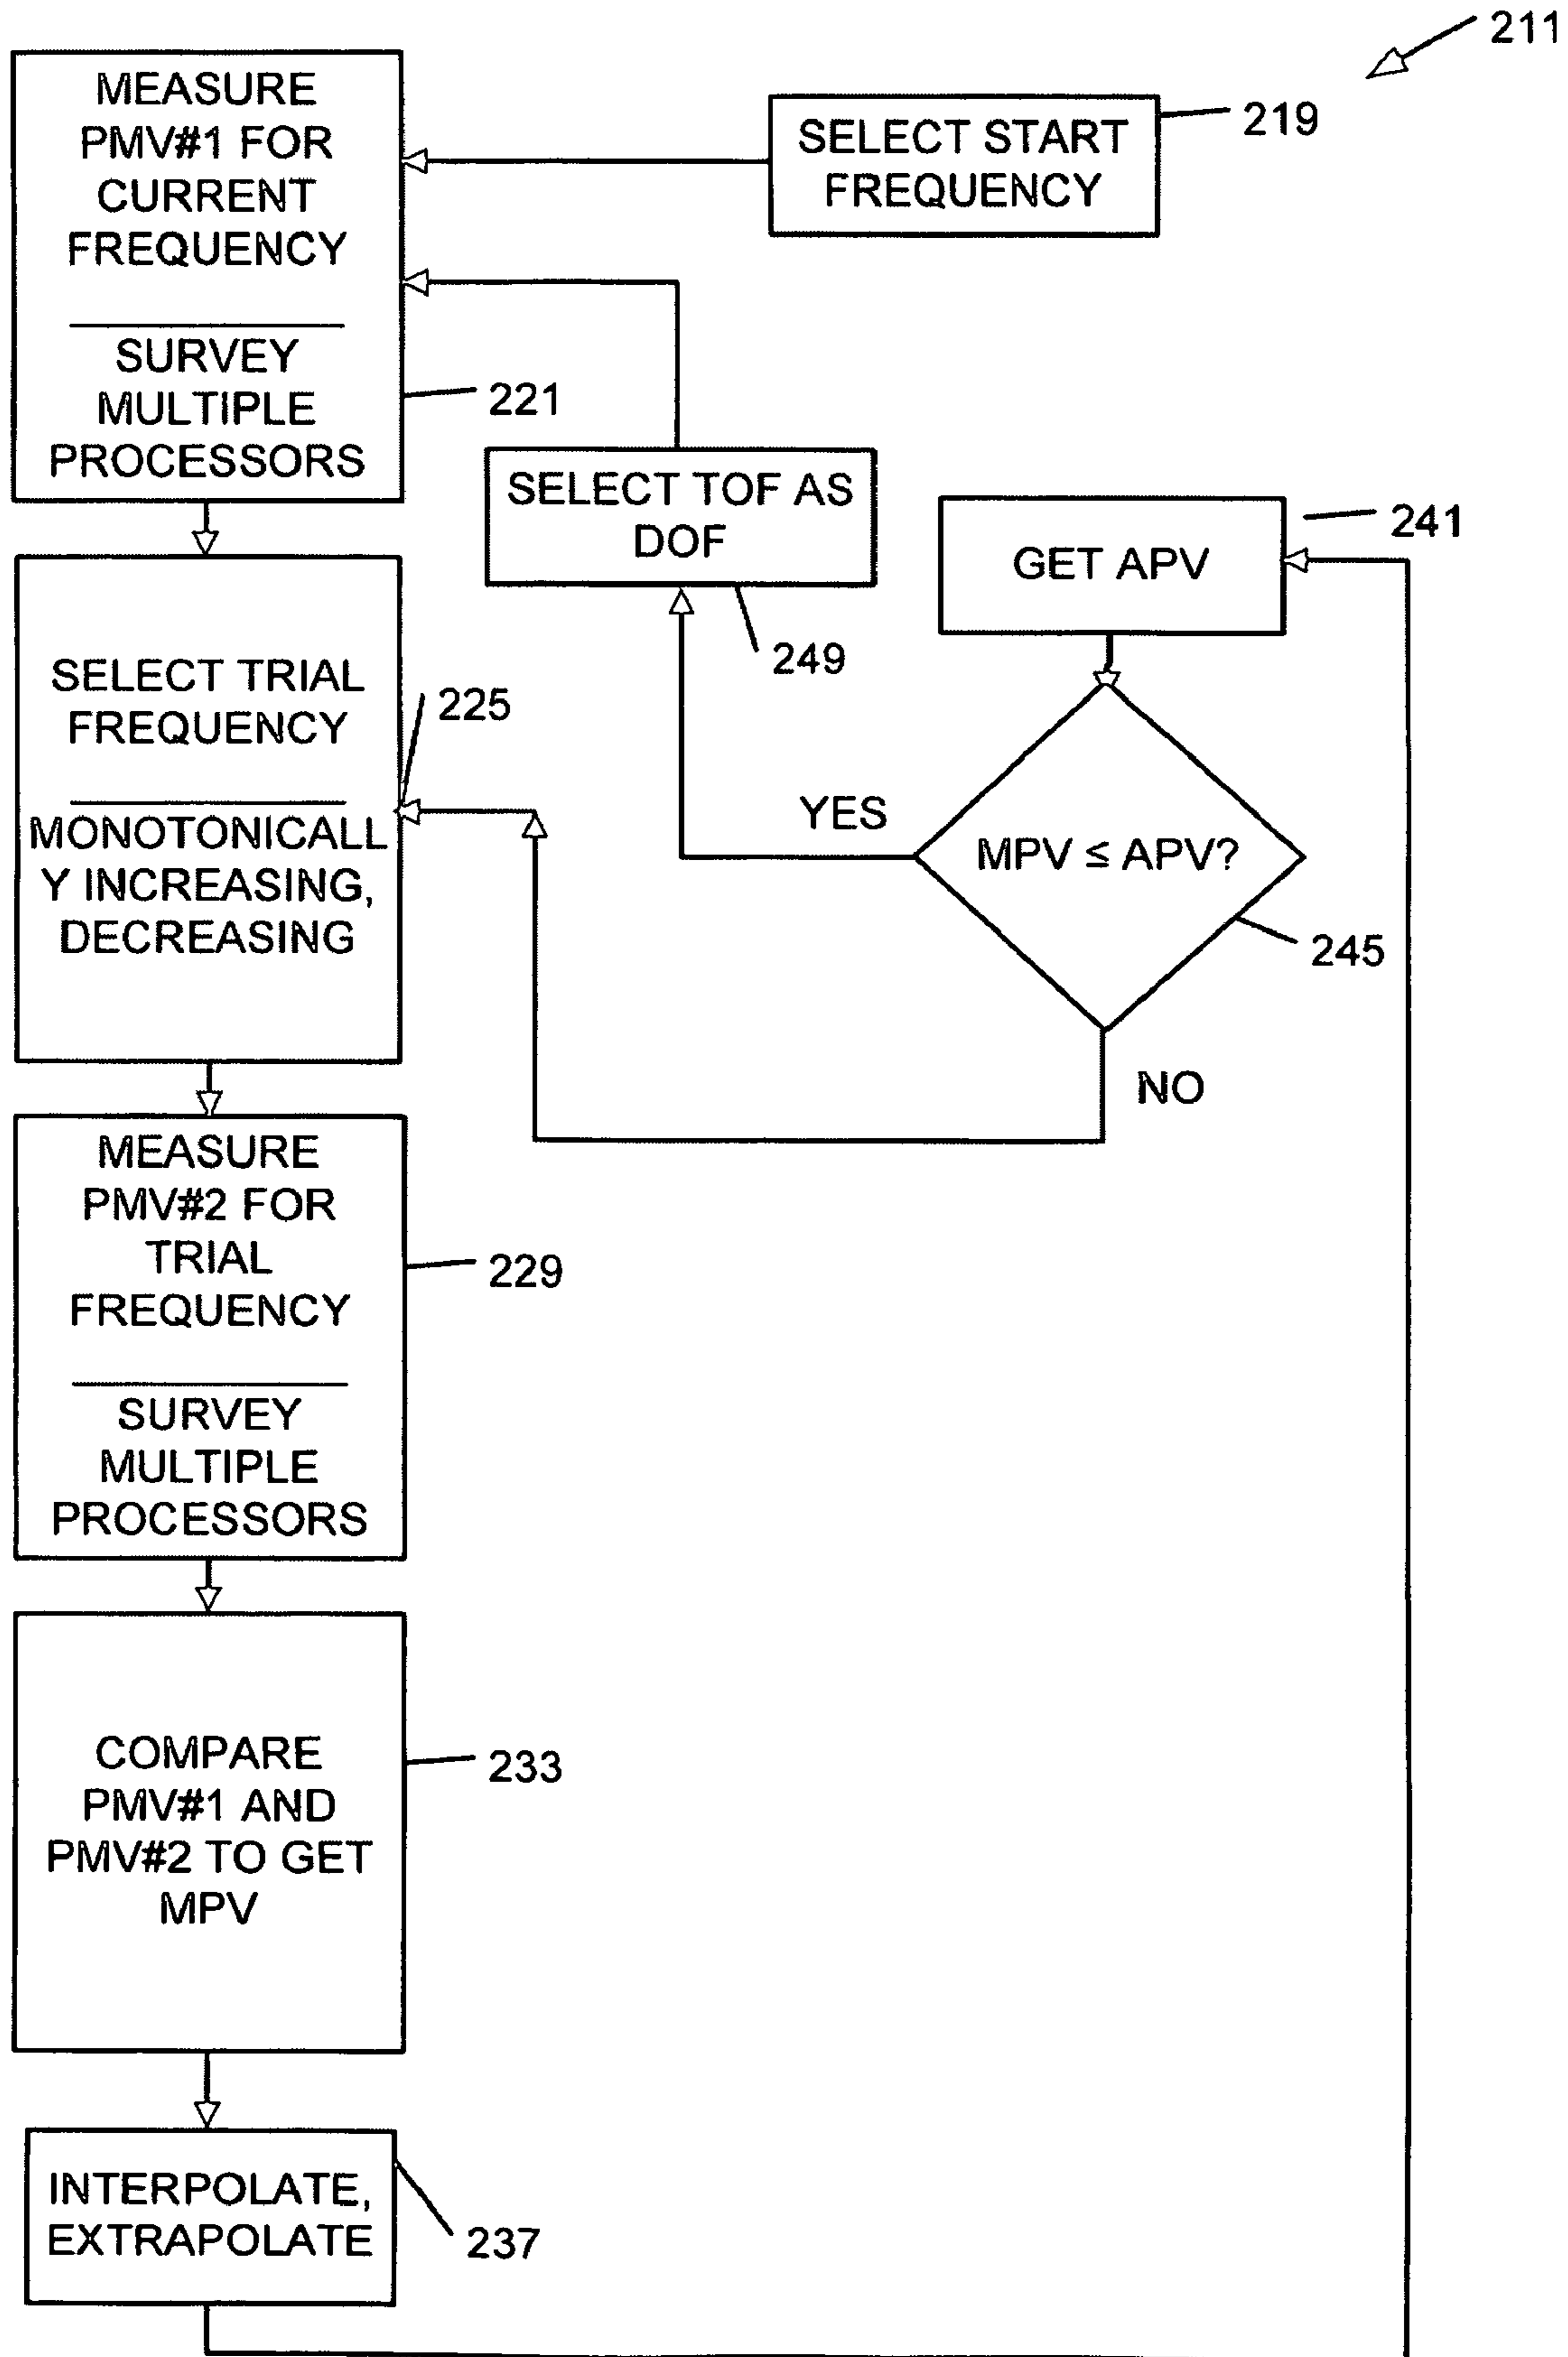 211
MEASURE
PMV#1 FOR
CURRENT
FREQUENCY
SURVEY
MULTIPLE
PROCESSORS
221
SELECT START
FREQUENCY
219
SELECT TOF AS
DOF
249
GET APV
241
MPV ≤ APV?
245
YES
NO
SELECT TRIAL
FREQUENCY
MONOTONICALL
Y INCREASING,
DECREASING
225
MEASURE
PMV#2 FOR
TRIAL
FREQUENCY
SURVEY
MULTIPLE
PROCESSORS
229
COMPARE
PMV#1 AND
PMV#2 TO GET
MPV
233
INTERPOLATE,
EXTRAPOLATE
237